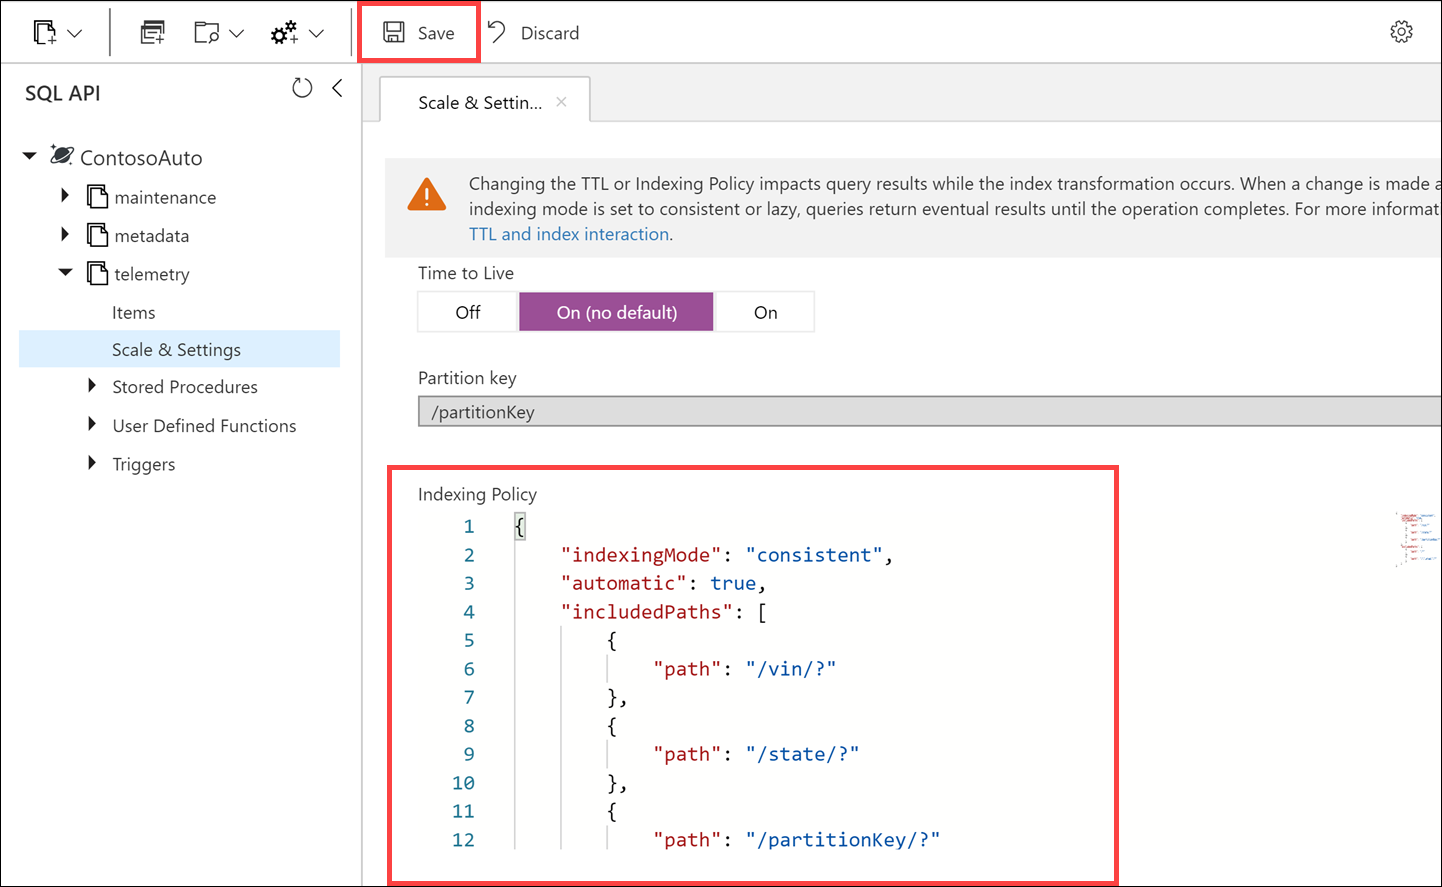 Save
Discard
SQL API
Scale & Settin...
ContosoAuto
maintenance
metadata
telemetry
Items
Scale & Settings
Stored Procedures
User Defined Functions
Triggers
Changing the TTL or Indexing Policy impacts query results while the index transformation occurs. When a change is made a
indexing mode is set to consistent or lazy, queries return eventual results until the operation completes. For more informat
TTL and index interaction.
Time to Live
Off On (no default) On
Partition key
/partitionKey
Indexing Policy
1 {
2 "indexingMode": "consistent",
3 "automatic": true,
4 "includedPaths": [
5 {
6 "path": "/vin/?"
7 },
8 {
9 "path": "/state/?"
10 },
11 {
12 "path": "/partitionKey/?"